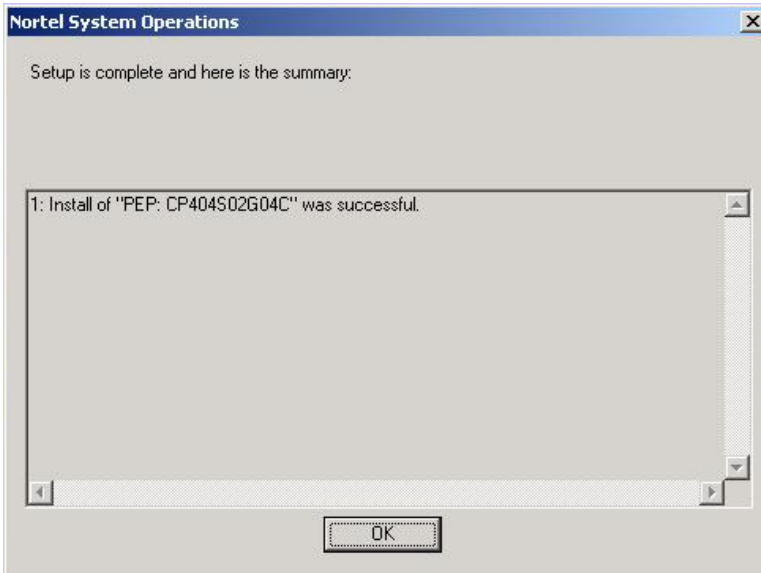 Nortel System Operations
Setup is complete and here is the summary:
1: Install of "PEP: CP404S02G04C" was successful.
OK